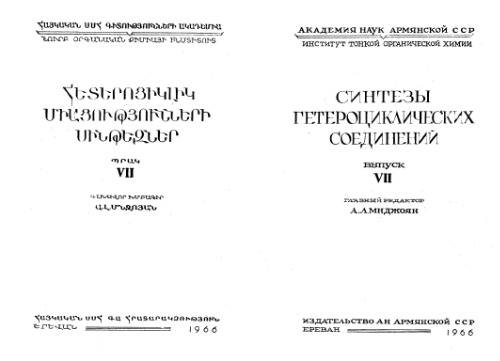 ՀԱՅԿԱԿԱՆ ՍՍՀ ԳԻՏՈՒԹՅՈՒՆՆԵՐԻ ԱԿԱԴԵՄԻԱ
ՆՈՒՐԲ ՕՐԳԱՆԱԿԱՆ ՔԻՄԻԱՅԻ ԻՆՍՏԻՏՈՒՏ
ՀԵՏԵՐՈՑԻԿԼԻԿ
ՄԻԱՑՈՒԹՅՈՒՆՆԵՐԻ
ՍԻՆԹԵԶՆԵՐ
ՊՐԱԿ
VII
ԳԼԽԱՎՈՐ ԽՄԲԱԳԻՐ
Ա.Լ.ՄՆՋՈՅԱՆ
ՀԱՅԿԱԿԱՆ ՍՍՀ ԳԱ ՀՐԱՏԱՐԱԿՉՈՒԹՅՈՒՆ
ԵՐԵՎԱՆ 1966
АКАДЕМИЯ НАУК АРМЯНСКОЙ ССР
ИНСТИТУТ ТОНКОЙ ОРГАНИЧЕСКОЙ ХИМИИ
СИНТЕЗЫ
ГЕТЕРОЦИКЛИЧЕСКИХ
СОЕДИНЕНИЙ
ВЫПУСК
VII
ГЛАВНЫЙ РЕДАКТОР
А.Л.МНДЖОЯН
ИЗДАТЕЛЬСТВО АН АРМЯНСКОЙ ССР
ЕРЕВАН 1966